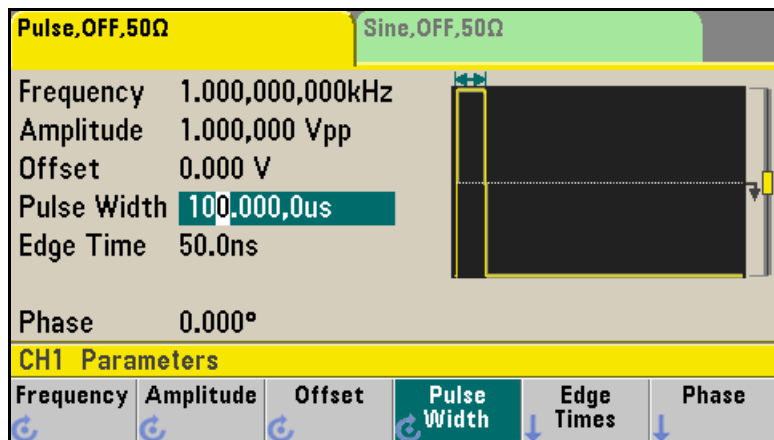 Pulse,OFF,50Ω
Sine,OFF,50Ω
Frequency 1.000,000,000kHz
Amplitude 1.000,000 Vpp
Offset 0.000 V
Pulse Width 100.000,0us
Edge Time 50.0ns
Phase 0.000°
CH1 Parameters
Frequency
Amplitude
Offset
Pulse
Width
Edge
Times
Phase